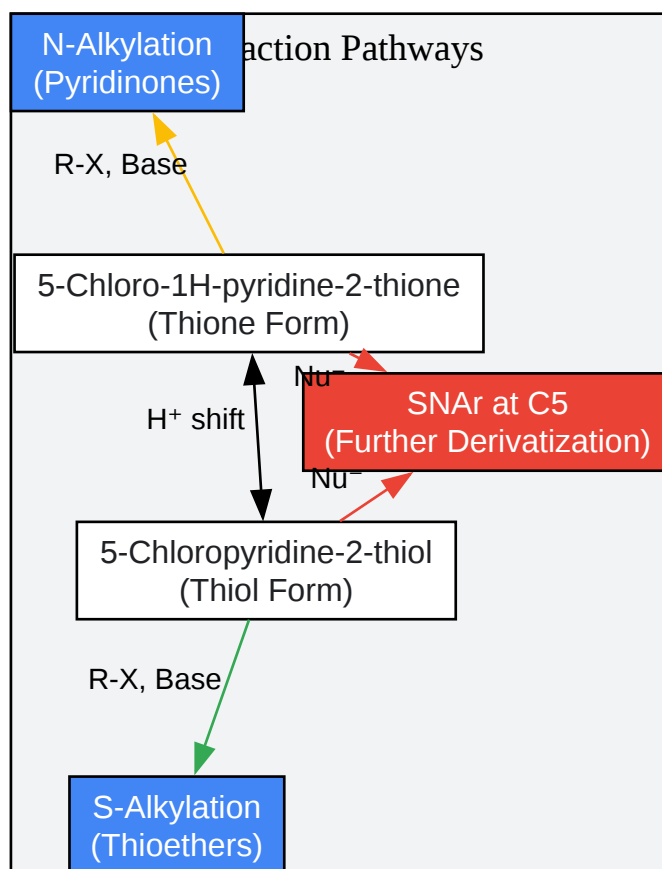 N-Alkylation
(Pyridinones)
action Pathways
R-X, Base
5-Chloro-1H-pyridine-2-thione
(Thione Form)
Nu⁻
H⁺ shift
SNAr at C5
(Further Derivatization)
Nu⁻
5-Chloropyridine-2-thiol
(Thiol Form)
R-X, Base
S-Alkylation
(Thioethers)